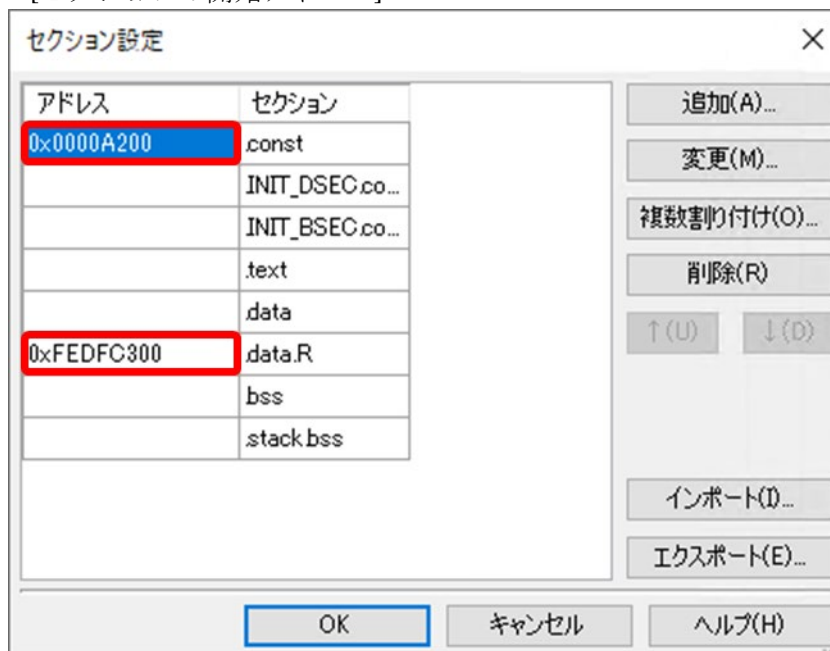 セクション設定
アドレス セクション
0x0000A200 .const
INIT_DSEC.co...
INIT_BSEC.co...
.text
.data
0xFEDFC300 .data.R
.bss
.stack.bss
追加(A)...
変更(M)...
複数割り付け(O)...
削除(R)
↑(U) ↓(D)
インポート(I)...
エクスポート(E)...
OK キャンセル ヘルプ(H)